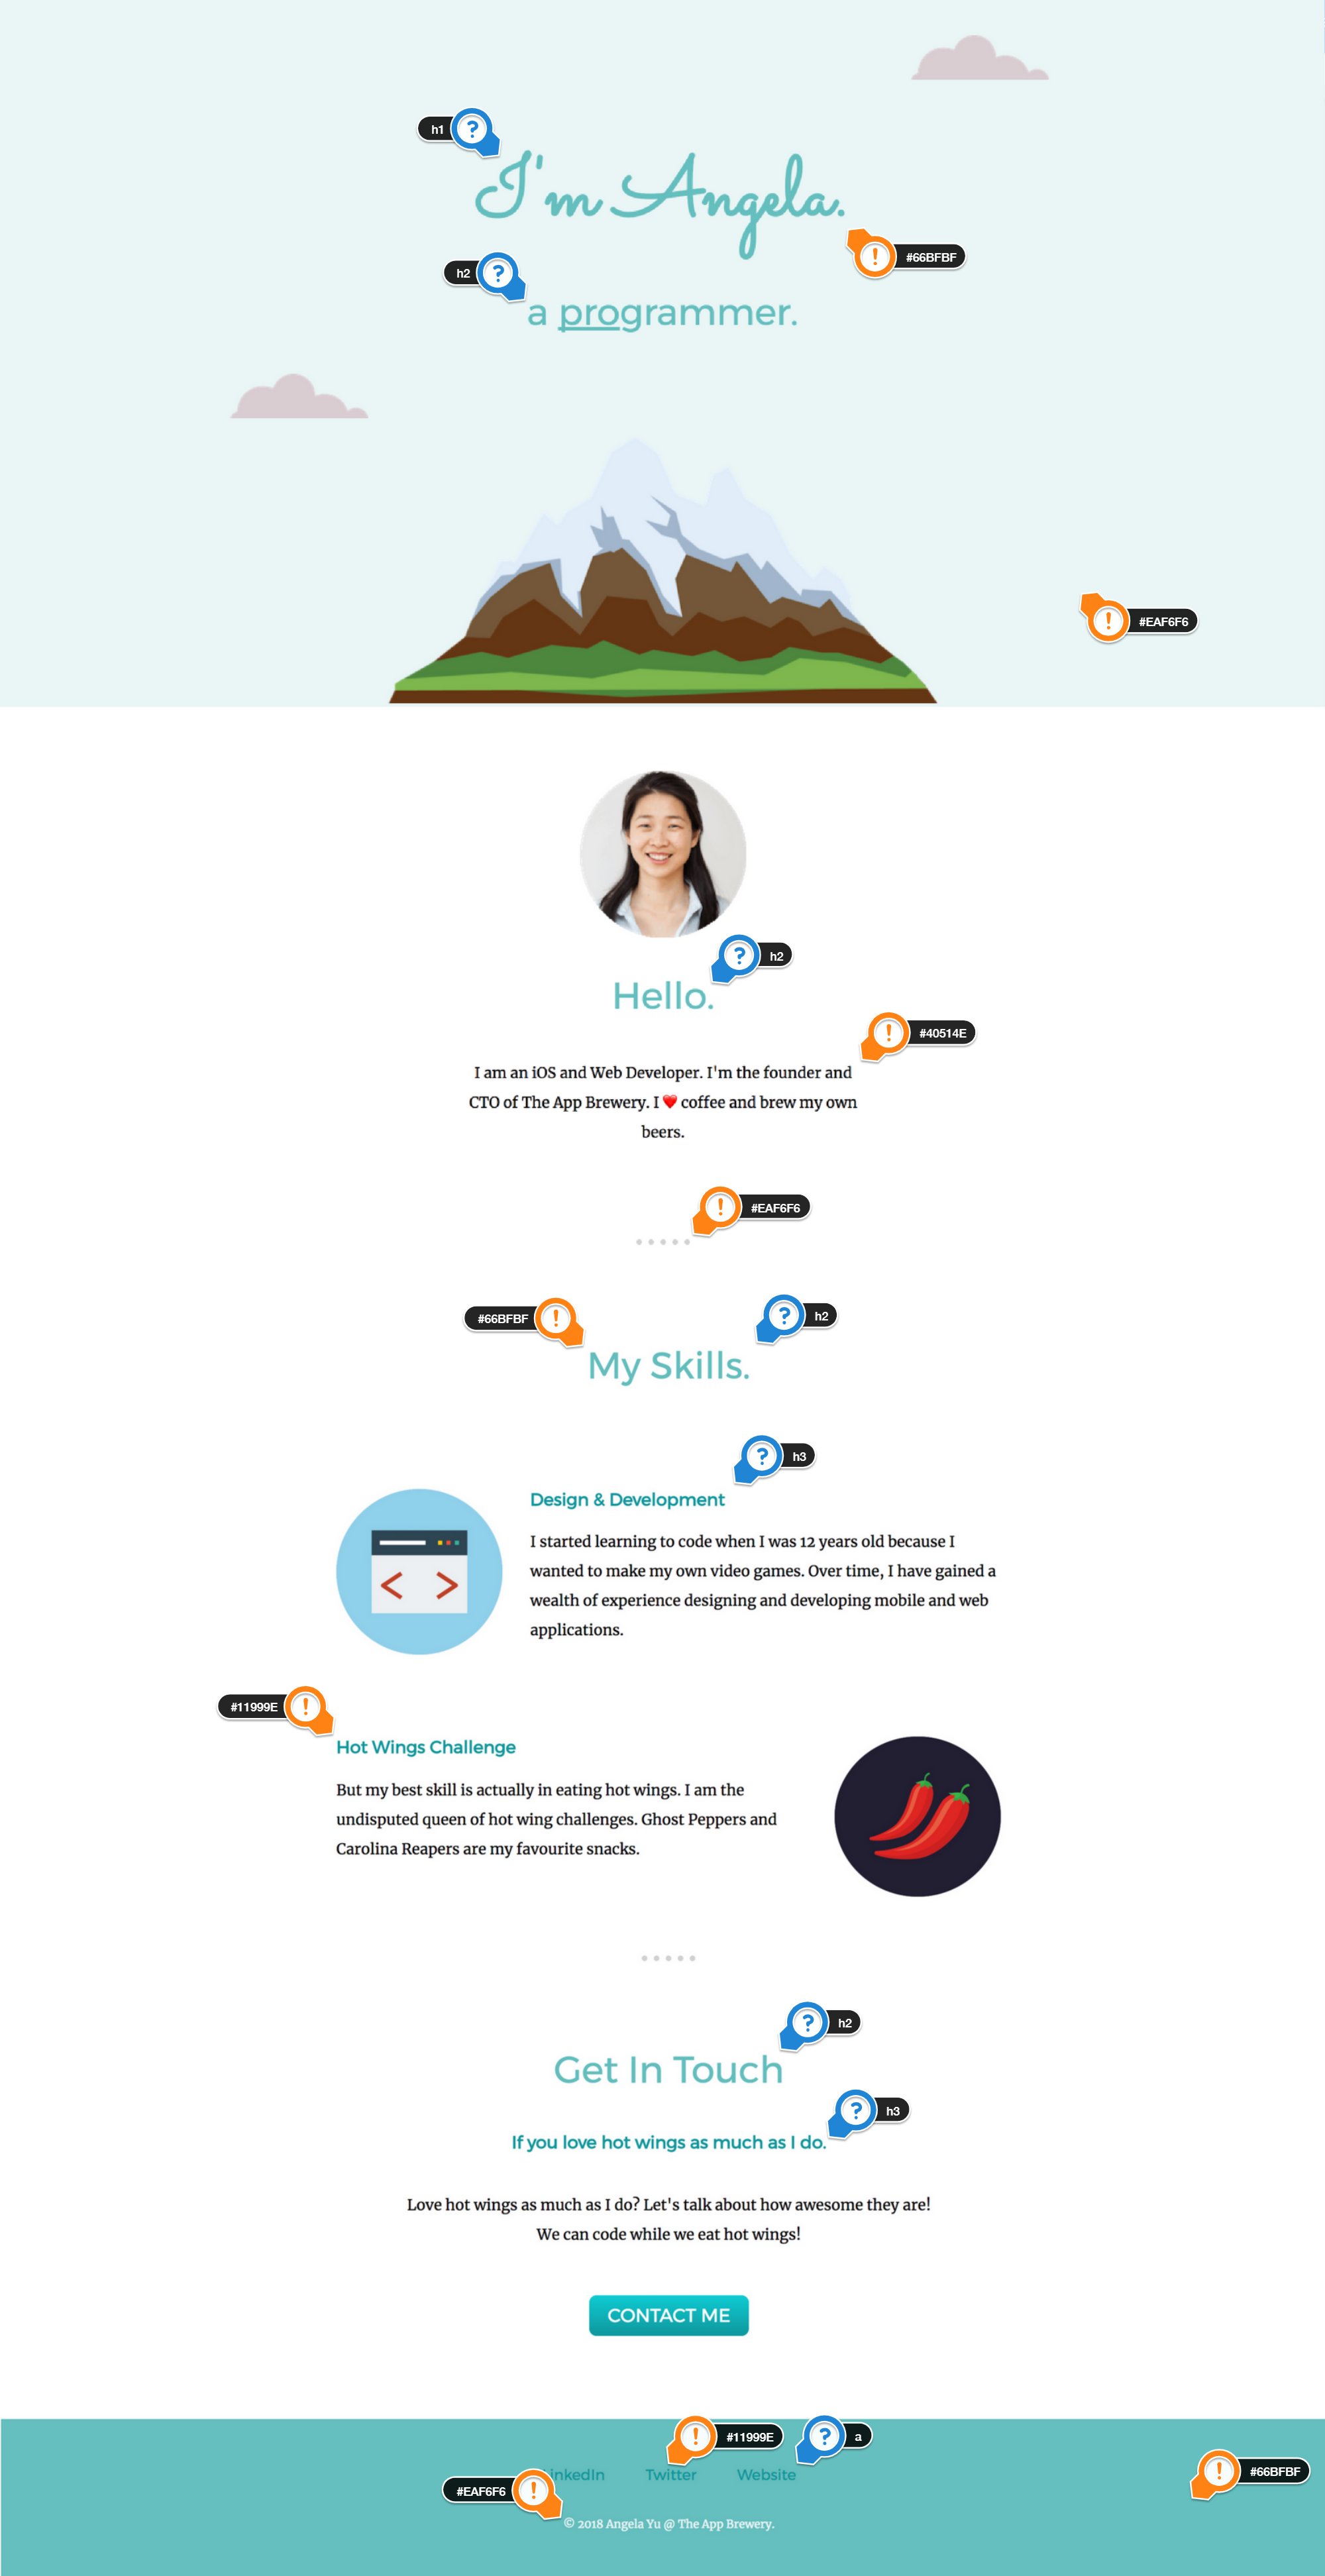 h1
I'm Angela.
#66BFBF
h2
a programmer.
#EAF6F6
h2
Hello.
#40514E
I am an iOS and Web Developer. I'm the founder and
CTO of The App Brewery. I ❤ coffee and brew my own
beers.
#EAF6F6
#66BFBF
h2
My Skills.
h3
Design & Development
I started learning to code when I was 12 years old because I
wanted to make my own video games. Over time, I have gained a
wealth of experience designing and developing mobile and web
applications.
#11999E
Hot Wings Challenge
But my best skill is actually in eating hot wings. I am the
undisputed queen of hot wing challenges. Ghost Peppers and
Carolina Reapers are my favourite snacks.
h2
Get In Touch
h3
If you love hot wings as much as I do.
Love hot wings as much as I do? Let's talk about how awesome they are!
We can code while we eat hot wings!
CONTACT ME
#11999E
a
#66BFBF
inkedIn Twitter Website
#EAF6F6
© 2018 Angela Yu @ The App Brewery.